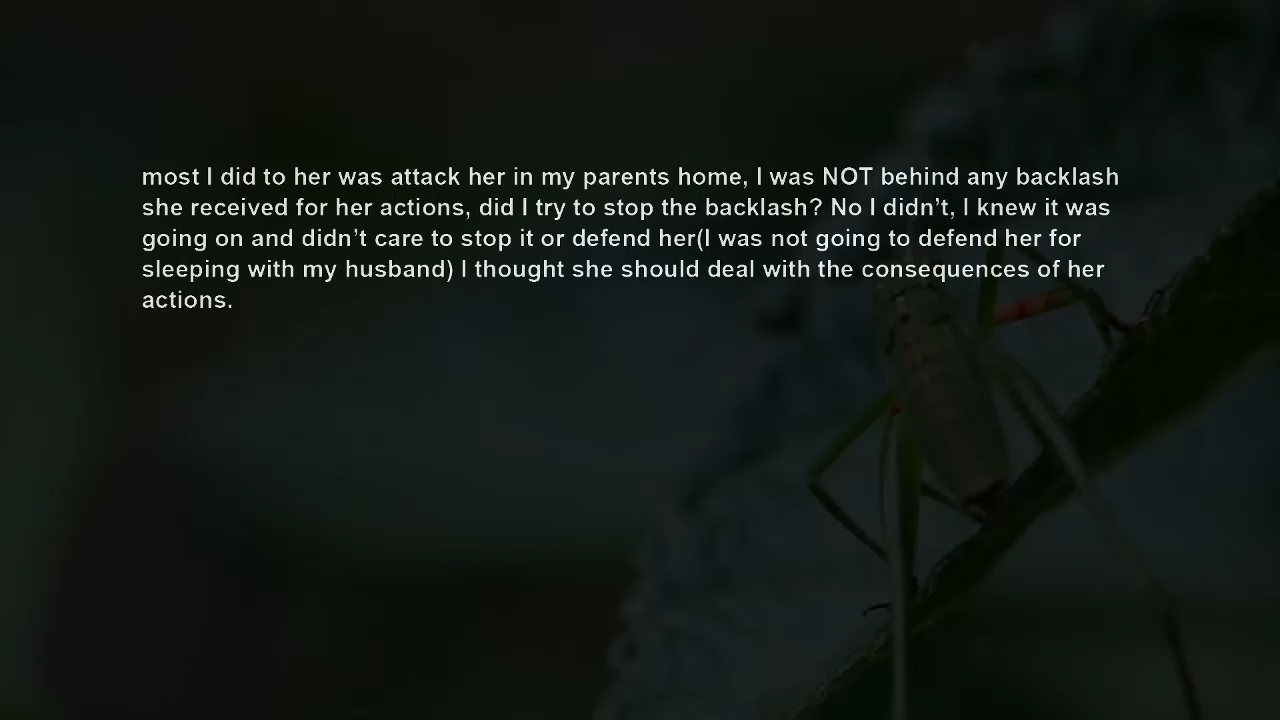 most I did to her was attack her in my parents home, I was NOT behind any backlash
she received for her actions, did I try to stop the backlash? No I didn’t, I knew it was
going on and didn’t care to stop it or defend her(I was not going to defend her for
sleeping with my husband) I thought she should deal with the consequences of her
actions.